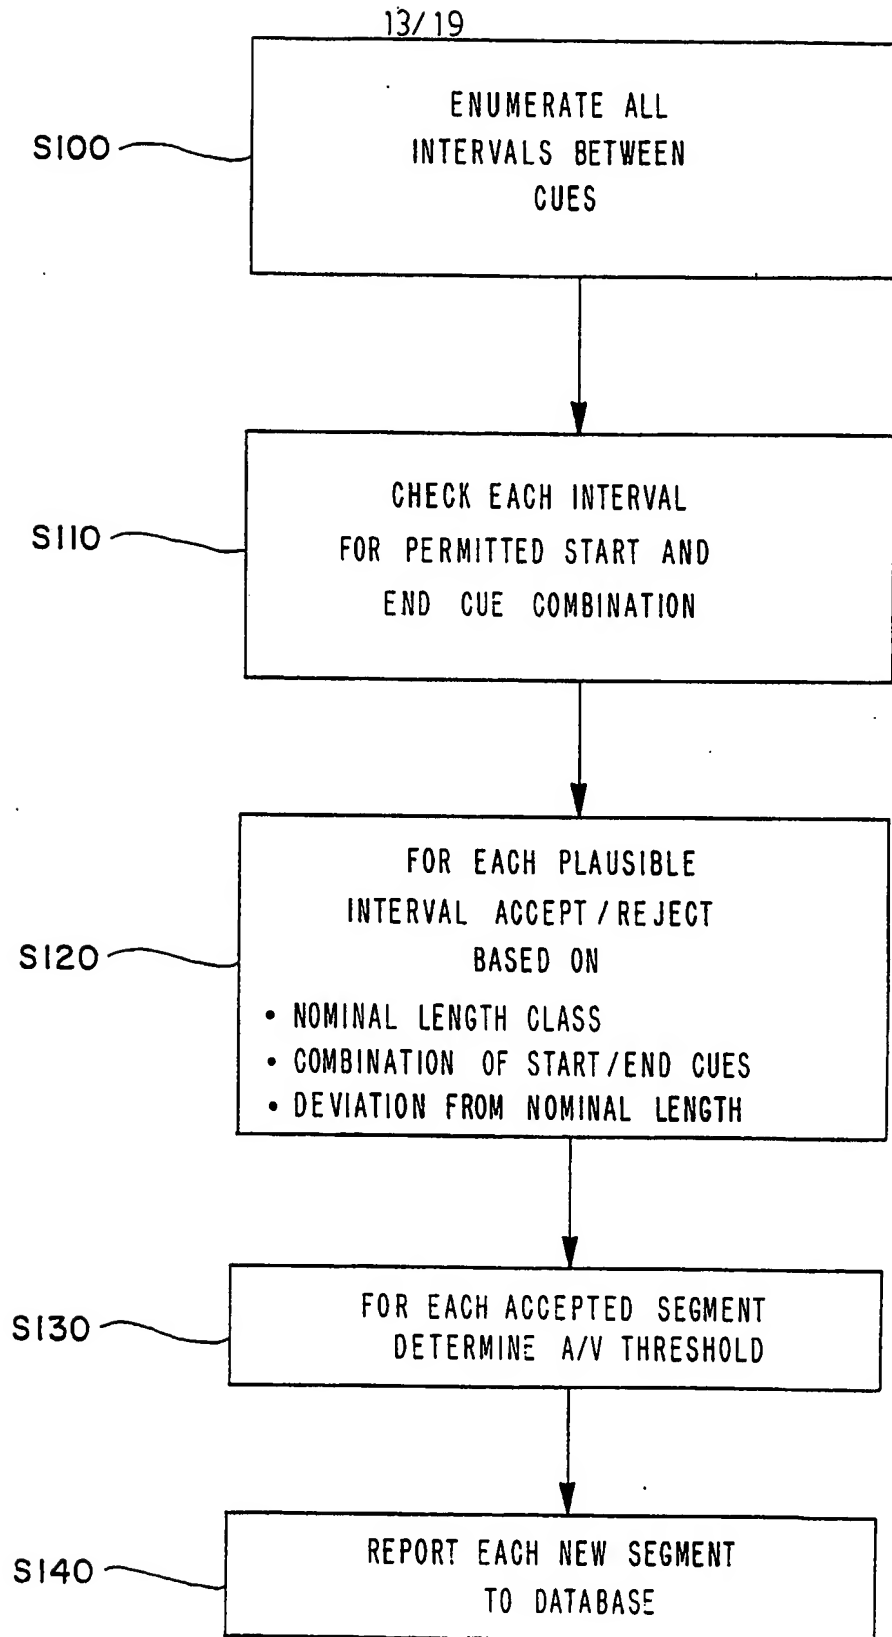 13/19
S100
ENUMERATE ALL
INTERVALS BETWEEN
CUES
S110
CHECK EACH INTERVAL
FOR PERMITTED START AND
END CUE COMBINATION
S120
FOR EACH PLAUSIBLE
INTERVAL ACCEPT/REJECT
BASED ON
• NOMINAL LENGTH CLASS
• COMBINATION OF START/END CUES
• DEVIATION FROM NOMINAL LENGTH
S130
FOR EACH ACCEPTED SEGMENT
DETERMINE A/V THRESHOLD
S140
REPORT EACH NEW SEGMENT
TO DATABASE